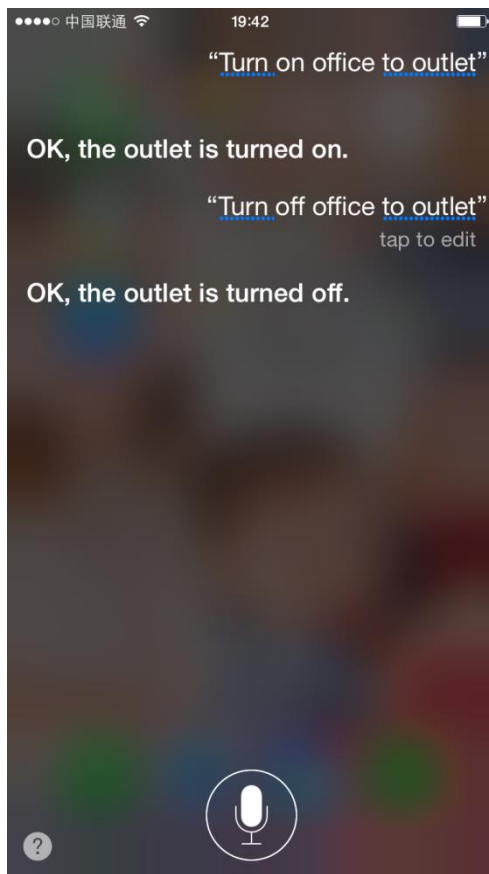 中国联通 19:42
“Turn on office to outlet”
OK, the outlet is turned on.
“Turn off office to outlet”
tap to edit
OK, the outlet is turned off.
?